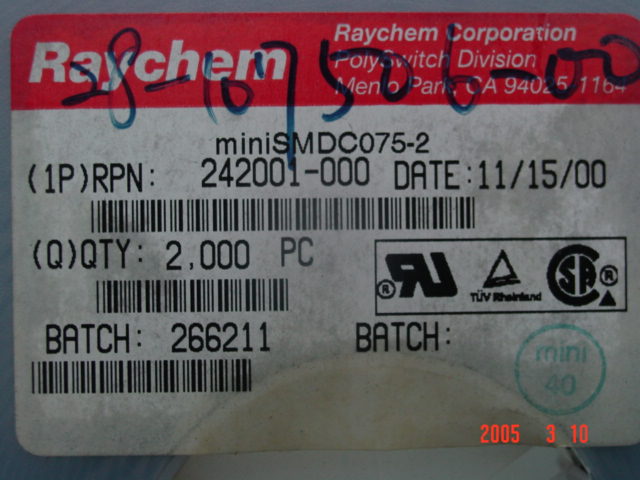 Raychem
Raychem Corporation
PolySwitch Division
Menlo Park, CA 94025-1164
28-107506-00
miniSMDC075-2
(1P)RPN: 242001-000 DATE: 11/15/00
(Q)QTY: 2,000 PC
TÜV Rheinland
BATCH: 266211 BATCH:
mini
40
2005 3 10